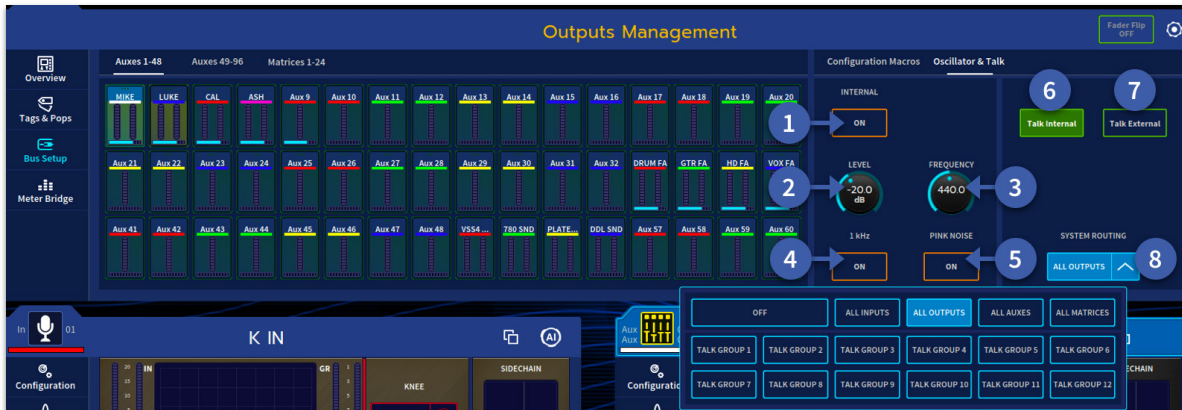 Outputs Management
Fader Flip
OFF
Overview
Tags & Pops
Bus Setup
Meter Bridge
Auxes 1-48 Auxes 49-96 Matrices 1-24
MIKE LUKE CAL ASH Aux 9 Aux 10 Aux 11 Aux 12 Aux 13 Aux 14 Aux 15 Aux 16 Aux 17 Aux 18 Aux 19 Aux 20
Aux 21 Aux 22 Aux 23 Aux 24 Aux 25 Aux 26 Aux 27 Aux 28 Aux 29 Aux 30 Aux 31 Aux 32 DRUM FA GTR FA HD FA VOX FA
Aux 41 Aux 42 Aux 43 Aux 44 Aux 45 Aux 46 Aux 47 Aux 48 VSS4 ... 780 SND PLATE... DDL SND Aux 57 Aux 58 Aux 59 Aux 60
Configuration Macros Oscillator & Talk
INTERNAL
1 ON
6 7
Talk Internal Talk External
LEVEL FREQUENCY
2 -20.0
dB
440.0 3
1 kHz PINK NOISE SYSTEM ROUTING
4 ON ON 5 ALL OUTPUTS 8
OFF ALL INPUTS ALL OUTPUTS ALL AUXES ALL MATRICES
TALK GROUP 1 TALK GROUP 2 TALK GROUP 3 TALK GROUP 4 TALK GROUP 5 TALK GROUP 6
TALK GROUP 7 TALK GROUP 8 TALK GROUP 9 TALK GROUP 10 TALK GROUP 11 TALK GROUP 12
In 01 K IN AI
Aux
Aux
Configuration
20 IN GR 1
15 3
10 5
KNEE
SIDECHAIN
Configuratio
ECHAIN